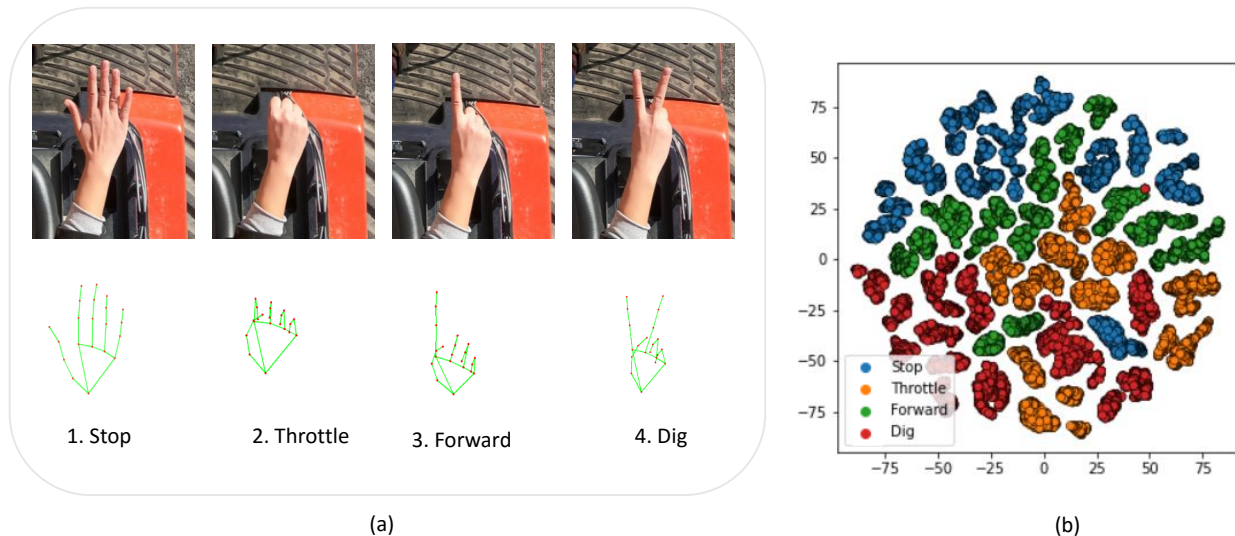 1. Stop
2. Throttle
3. Forward
4. Dig
(a)
75
50
25
0
−25
−50
−75
Stop
Throttle
Forward
Dig
−75 −50 −25 0 25 50 75
(b)